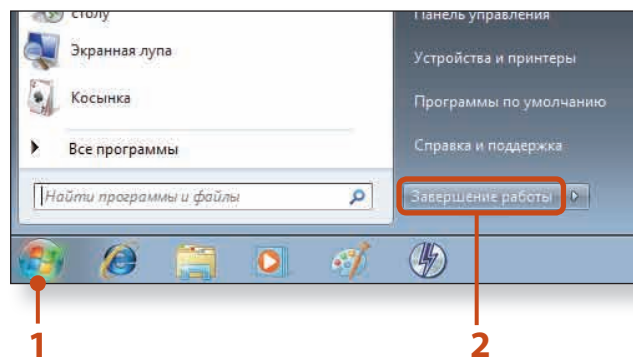 столу
Панель управления
Экранная лупа
Устройства и принтеры
Косынка
Программы по умолчанию
Все программы
Справка и поддержка
Найти программы и файлы
Завершение работы
1
2